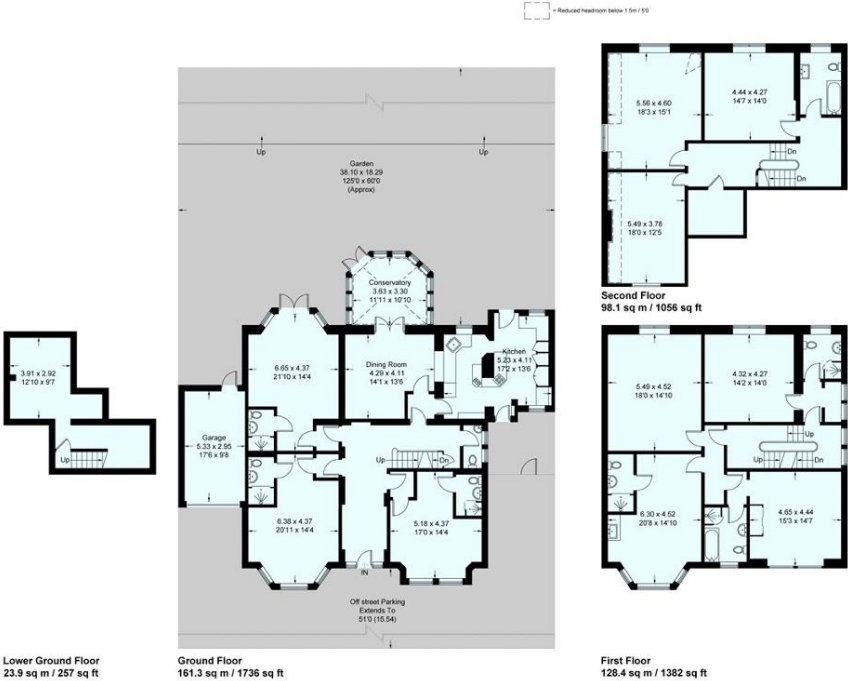 = Reduced headroom below 1.5m / 5'0
5.56 x 4.60
18'3 x 15'1
4.44 x 4.27
14'7 x 14'0
Dn
Dn
5.49 x 3.78
18'0 x 12'5
Second Floor
98.1 sq m / 1056 sq ft
Up
Up
Garden
38.10 x 18.29
125'0 x 60'0
(Approx)
Conservatory
3.63 x 3.30
11'11 x 10'10
6.65 x 4.37
21'10 x 14'4
Dining Room
4.29 x 4.11
14'1 x 13'6
Kitchen
5.23 x 4.11
17'2 x 13'6
Garage
5.33 x 2.95
17'6 x 9'8
Up
Dn
6.38 x 4.37
20'11 x 14'4
5.18 x 4.37
17'0 x 14'4
IN
Off street Parking
Extends To
51'0 (15.54)
3.91 x 2.92
12'10 x 9'7
Up
5.49 x 4.52
18'0 x 14'10
4.32 x 4.27
14'2 x 14'0
Up
Up
Dn
6.30 x 4.52
20'8 x 14'10
4.65 x 4.44
15'3 x 14'7
Lower Ground Floor
23.9 sq m / 257 sq ft
Ground Floor
161.3 sq m / 1736 sq ft
First Floor
128.4 sq m / 1382 sq ft